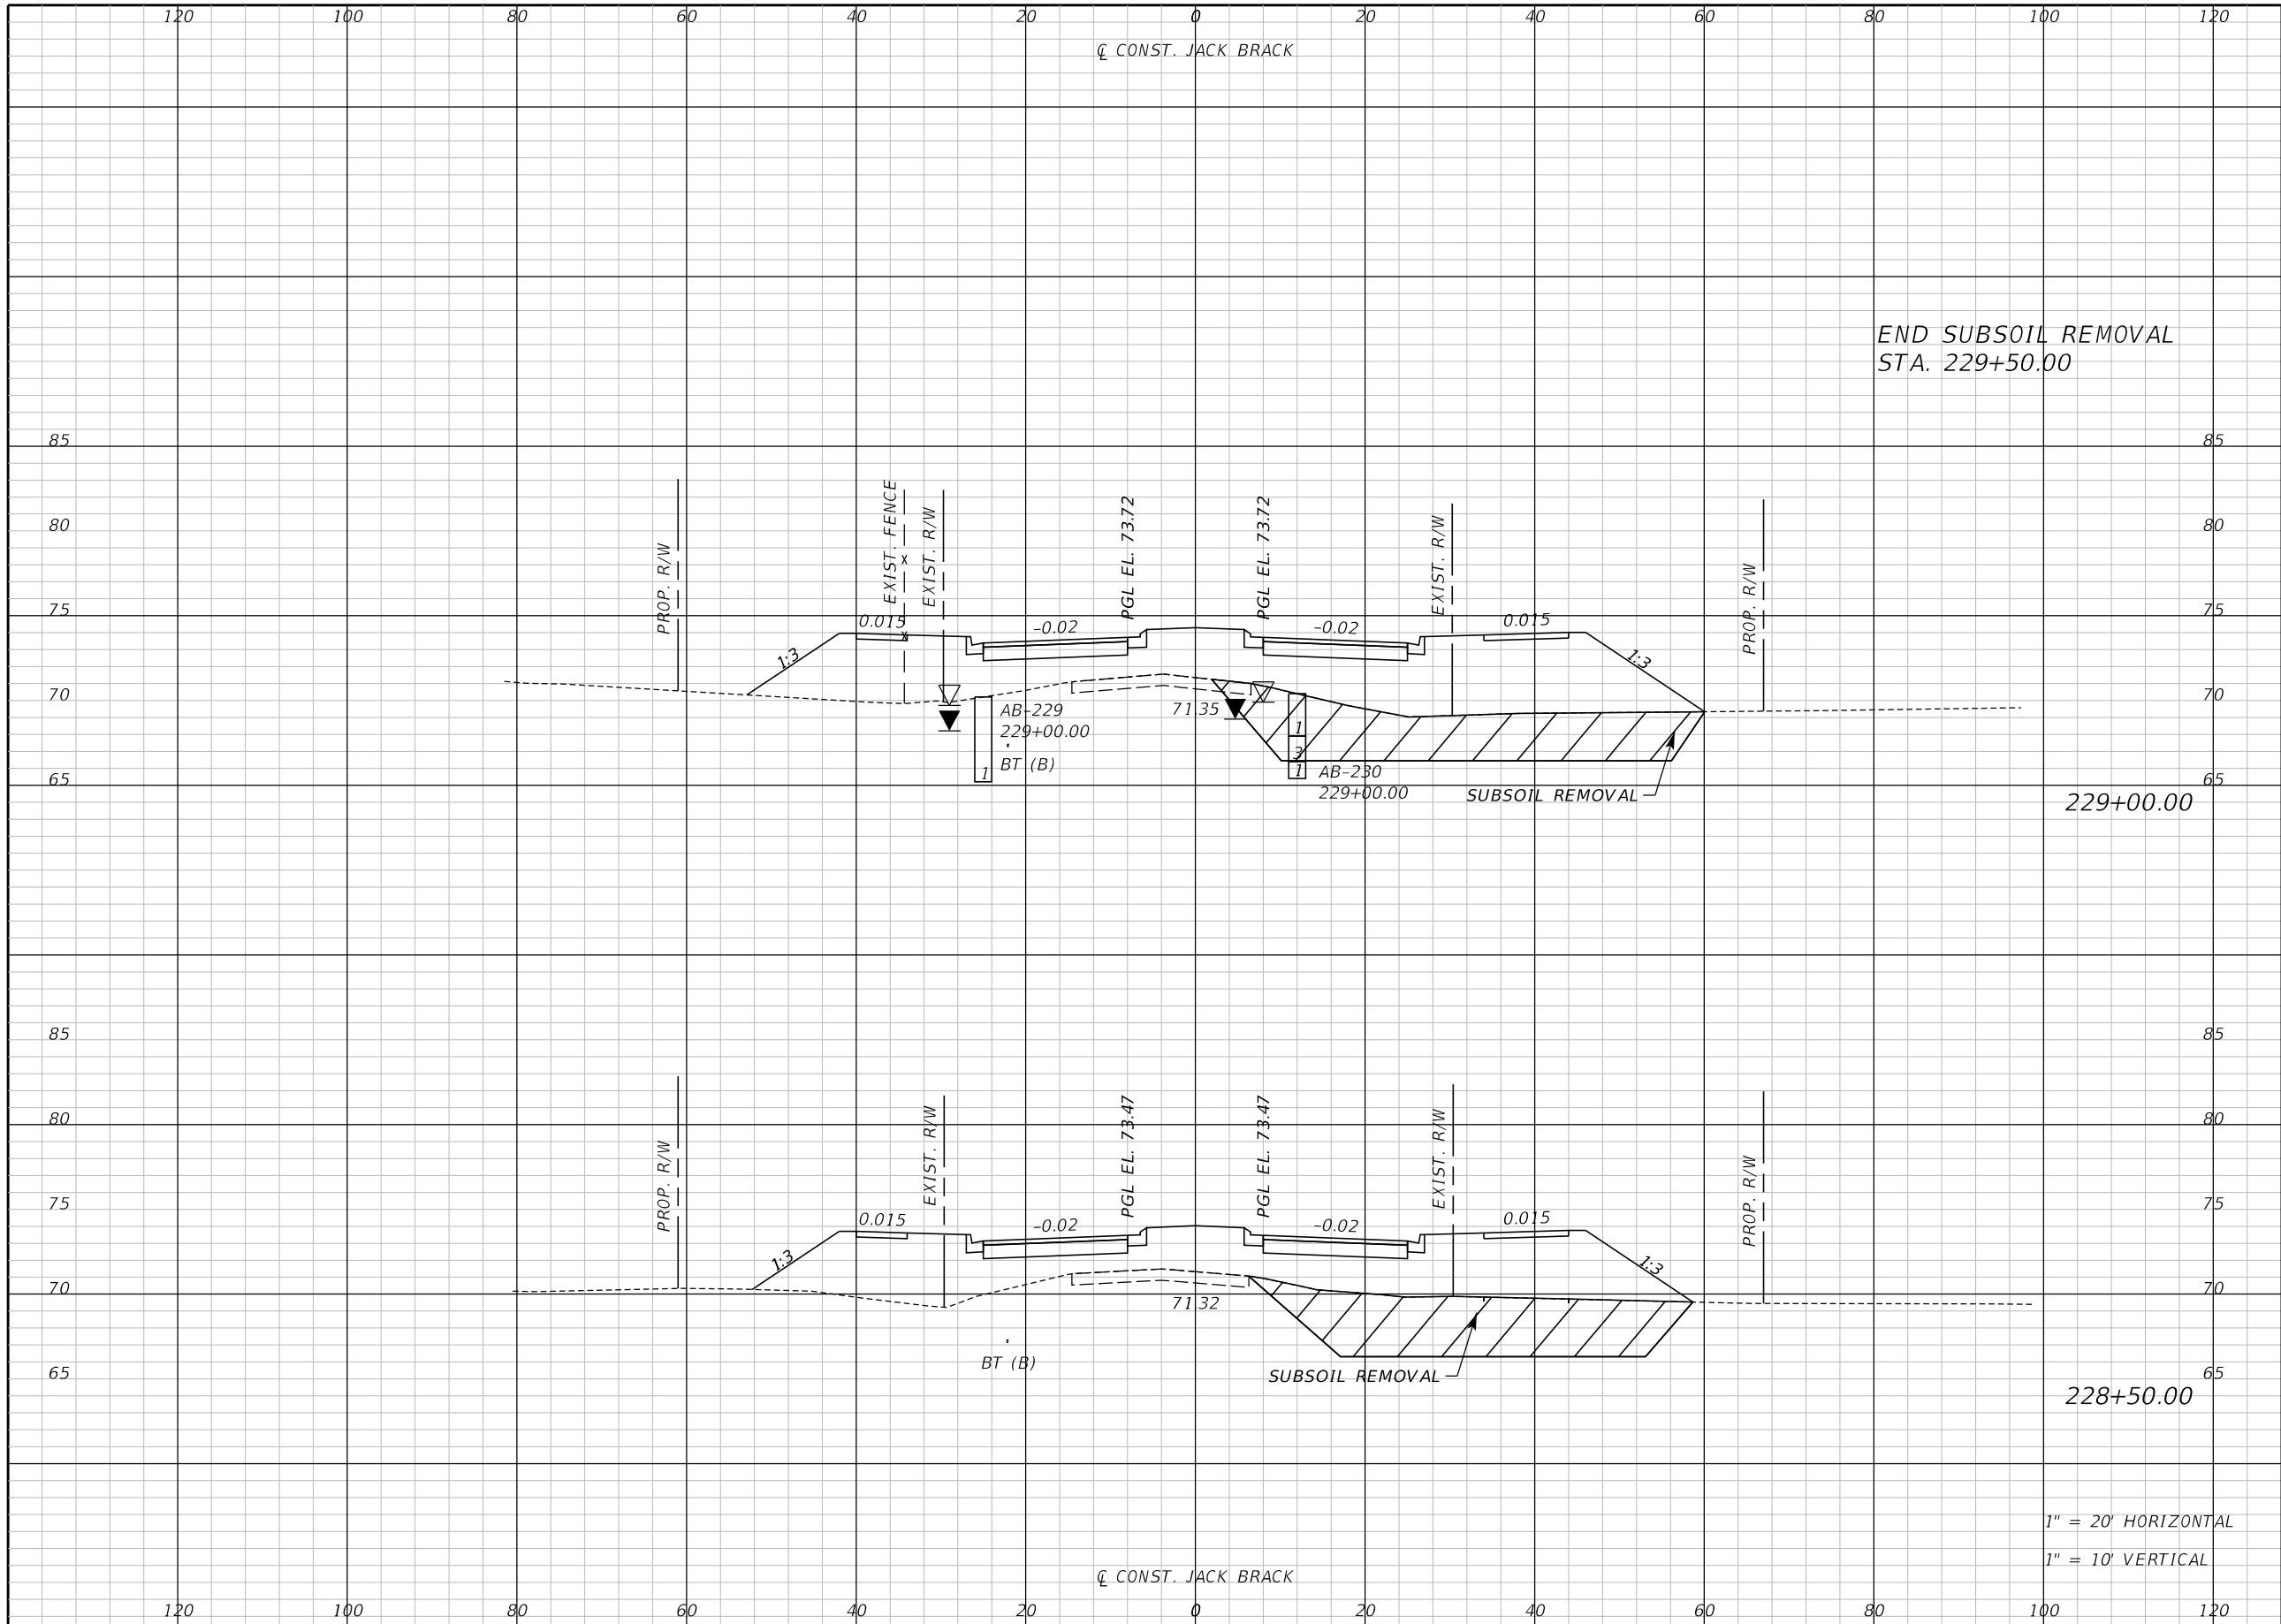 120 100 80 60 40 20 0 20 40 60 80 100 120
℄ CONST. JACK BRACK
END SUBSOIL REMOVAL
STA. 229+50.00
85 85
80 80
75 75
70 70
65 65
PROP. R/W
EXIST. FENCE
EXIST. R/W
PGL EL. 73.72
PGL EL. 73.72
EXIST. R/W
PROP. R/W
1:3
0.015
-0.02
-0.02
0.015
1:3
AB-229
229+00.00
BT (B)
1
71.35
1
3
1
AB-230
229+00.00
SUBSOIL REMOVAL
229+00.00
85 85
80 80
75 75
70 70
65 65
PROP. R/W
EXIST. R/W
PGL EL. 73.47
PGL EL. 73.47
EXIST. R/W
PROP. R/W
1:3
0.015
-0.02
-0.02
0.015
1:3
71.32
BT (B)
SUBSOIL REMOVAL
228+50.00
1" = 20' HORIZONTAL
1" = 10' VERTICAL
℄ CONST. JACK BRACK
120 100 80 60 40 20 0 20 40 60 80 100 120